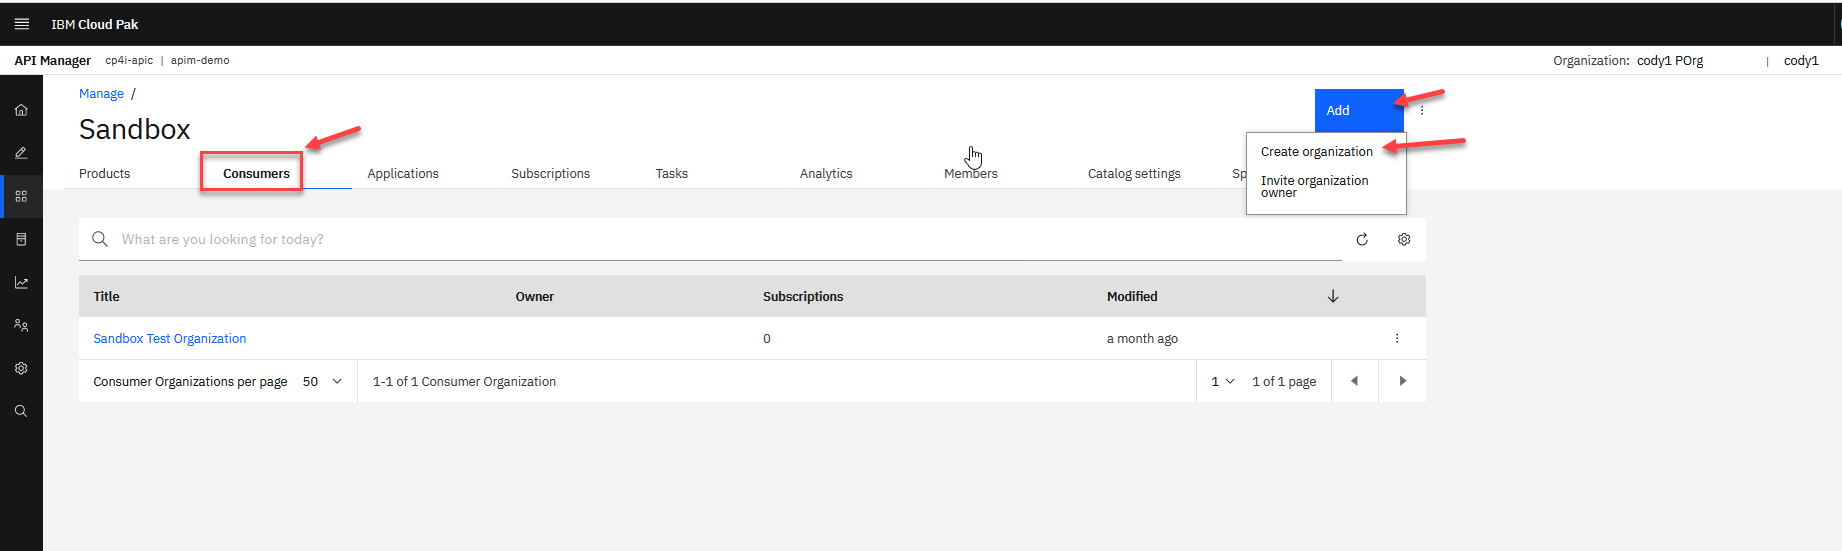 IBM Cloud Pak
API Manager cp4i-apic | apim-demo Organization: cody1 POrg | cody1
Manage /
Sandbox
Add
Create organization
Invite organization
owner
Products Consumers Applications Subscriptions Tasks Analytics Members Catalog settings Sp
What are you looking for today?
Title Owner Subscriptions Modified
Sandbox Test Organization 0 a month ago
Consumer Organizations per page 50 1-1 of 1 Consumer Organization 1 1 of 1 page